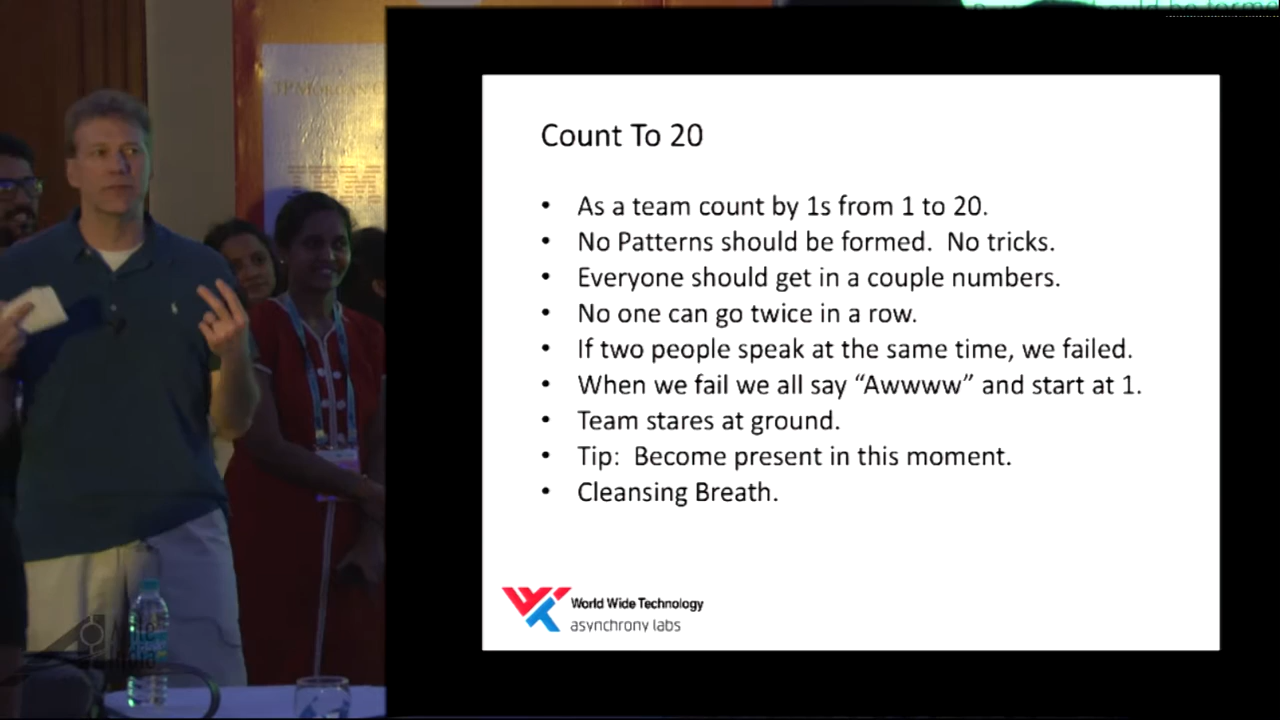 JPMORGAN
Count To 20
• As a team count by 1s from 1 to 20.
• No Patterns should be formed.  No tricks.
• Everyone should get in a couple numbers.
• No one can go twice in a row.
• If two people speak at the same time, we failed.
• When we fail we all say “Awwww” and start at 1.
• Team stares at ground.
• Tip:  Become present in this moment.
• Cleansing Breath.
World Wide Technology
asynchrony labs